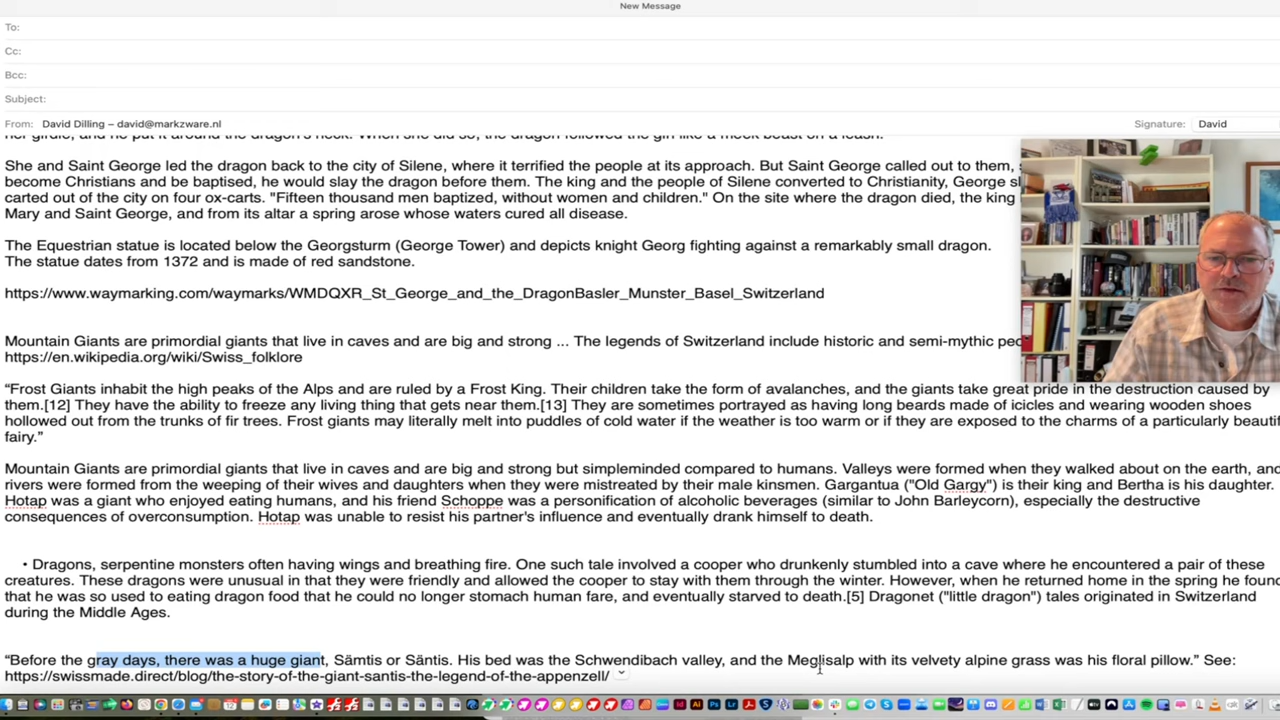 New Message
To:
Cc:
Bcc:
Subject:
From: David Dilling – david@markzware.nl
Signature: David
her girdle, and he put it around the dragon's neck. When she did so, the dragon followed the girl like a meek beast on a leash.
She and Saint George led the dragon back to the city of Silene, where it terrified the people at its approach. But Saint George called out to them,
become Christians and be baptised, he would slay the dragon before them. The king and the people of Silene converted to Christianity, George
carted out of the city on four ox-carts. "Fifteen thousand men baptized, without women and children." On the site where the dragon died, the king
Mary and Saint George, and from its altar a spring arose whose waters cured all disease.
The Equestrian statue is located below the Georgsturm (George Tower) and depicts knight Georg fighting against a remarkably small dragon.
The statue dates from 1372 and is made of red sandstone.
https://www.waymarking.com/waymarks/WMDQXR_St_George_and_the_DragonBasler_Munster_Basel_Switzerland
Mountain Giants are primordial giants that live in caves and are big and strong ... The legends of Switzerland include historic and semi-mythic
https://en.wikipedia.org/wiki/Swiss_folklore
“Frost Giants inhabit the high peaks of the Alps and are ruled by a Frost King. Their children take the form of avalanches, and the giants take great pride in the destruction caused by
them.[12] They have the ability to freeze any living thing that gets near them.[13] They are sometimes portrayed as having long beards made of icicles and wearing wooden shoes
hollowed out from the trunks of fir trees. Frost giants may literally melt into puddles of cold water if the weather is too warm or if they are exposed to the charms of a particularly
fairy.”
Mountain Giants are primordial giants that live in caves and are big and strong but simpleminded compared to humans. Valleys were formed when they walked about on the earth, and
rivers were formed from the weeping of their wives and daughters when they were mistreated by their male kinsmen. Gargantua ("Old Gargy") is their king and Bertha is his daughter.
Hotap was a giant who enjoyed eating humans, and his friend Schoppe was a personification of alcoholic beverages (similar to John Barleycorn), especially the destructive
consequences of overconsumption. Hotap was unable to resist his partner's influence and eventually drank himself to death.
• Dragons, serpentine monsters often having wings and breathing fire. One such tale involved a cooper who drunkenly stumbled into a cave where he encountered a pair of these
creatures. These dragons were unusual in that they were friendly and allowed the cooper to stay with them through the winter. However, when he returned home in the spring he found
that he was so used to eating dragon food that he could no longer stomach human fare, and eventually starved to death.[5] Dragonet ("little dragon") tales originated in Switzerland
during the Middle Ages.
“Before the gray days, there was a huge giant, Sämtis or Säntis. His bed was the Schwendibach valley, and the Meglisalp with its velvety alpine grass was his floral pillow.” See:
https://swissmade.direct/blog/the-story-of-the-giant-santis-the-legend-of-the-appenzell/